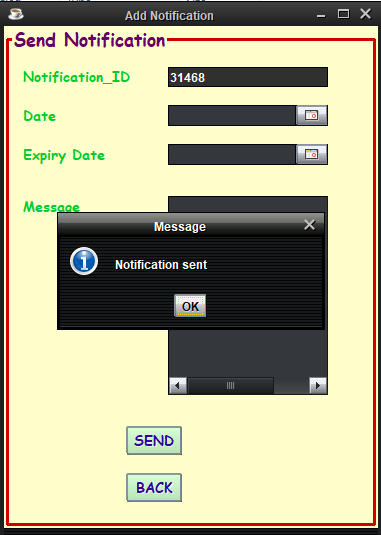 Add Notification
Send Notification
Notification_ID
31468
Date
Expiry Date
Message
Message
Notification sent
OK
SEND
BACK